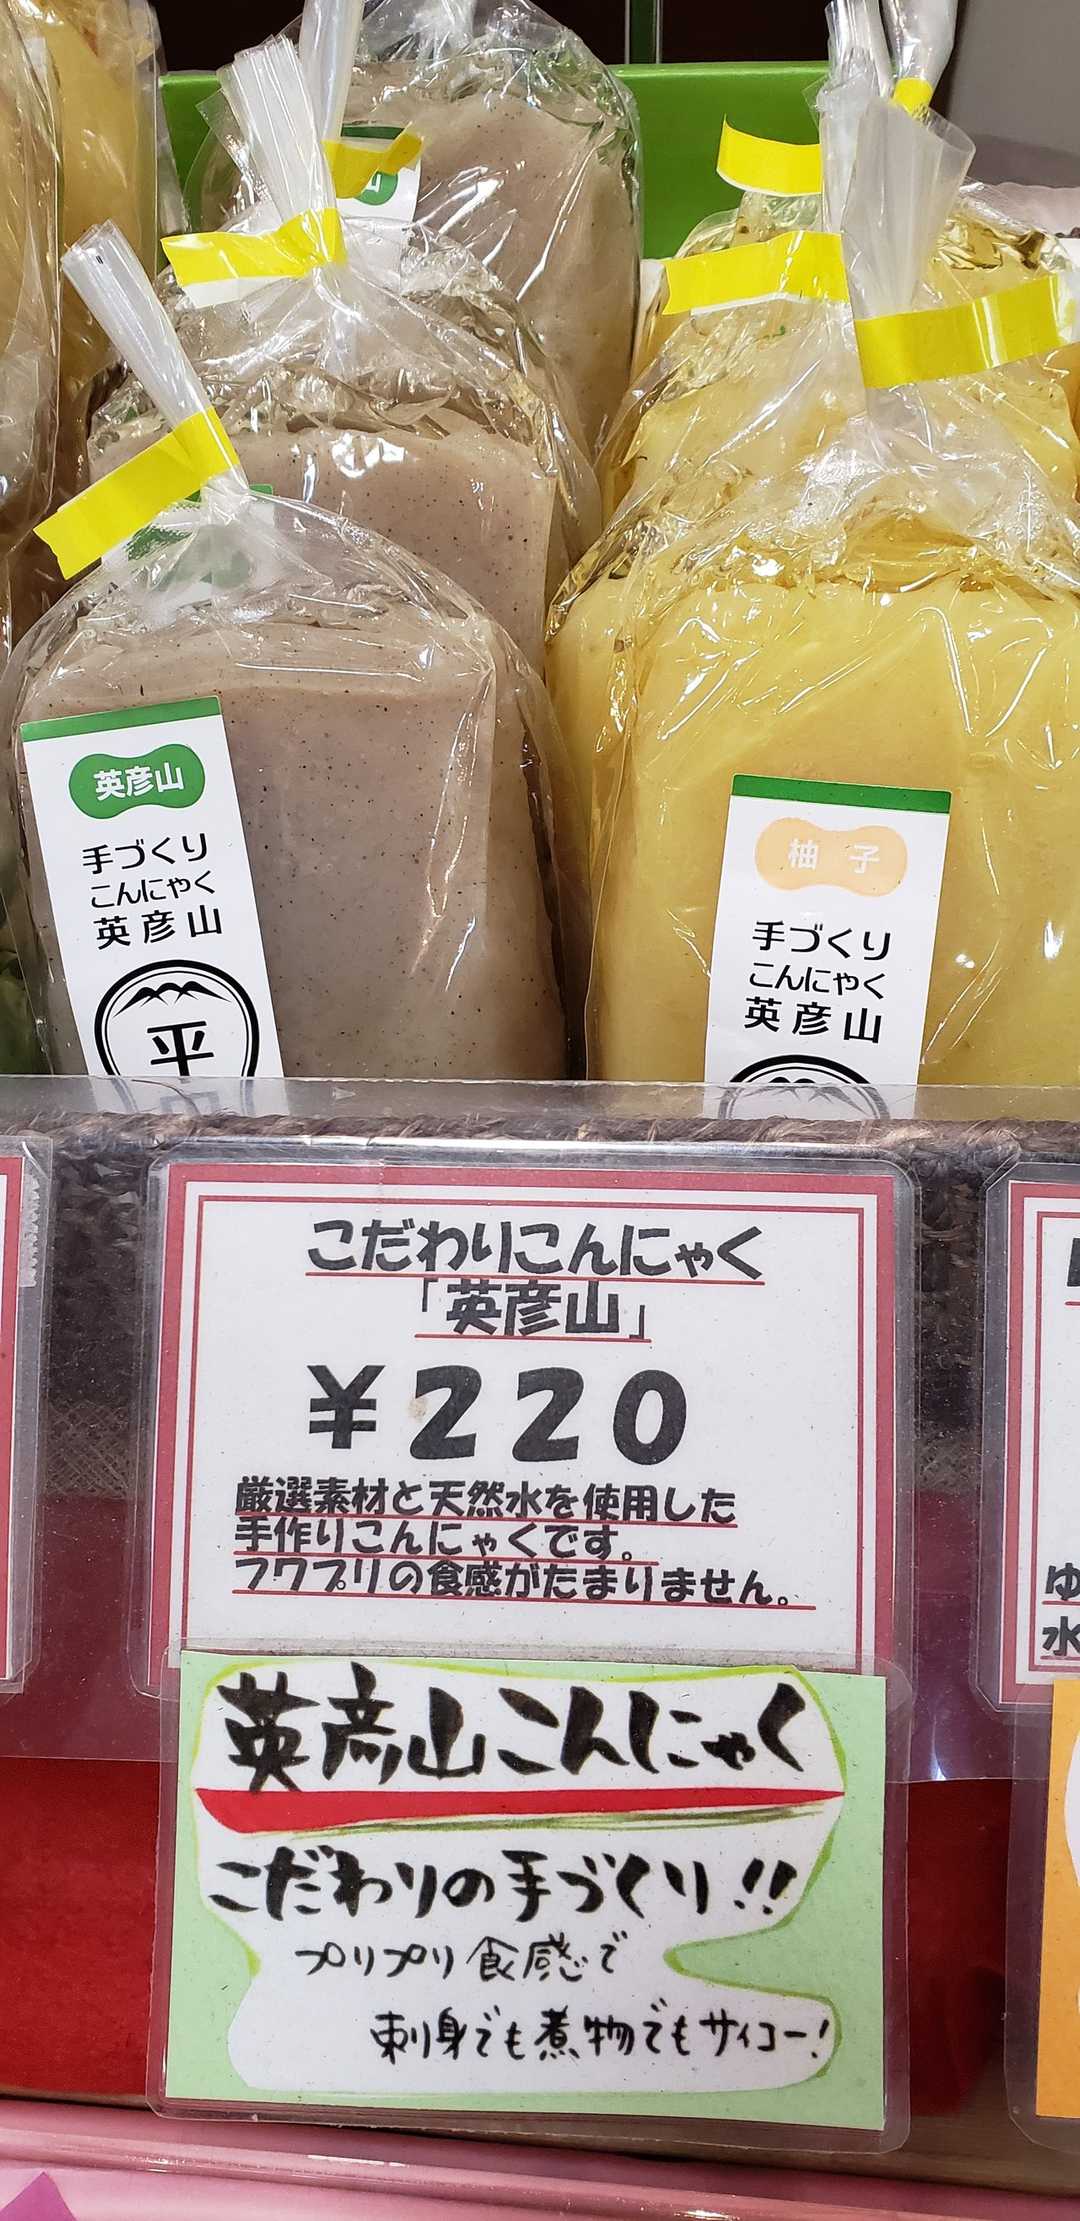 英彦山
手づくり
こんにゃく
英彦山
平
柚子
手づくり
こんにゃく
英彦山
こだわりこんにゃく
「英彦山」
¥220
厳選素材と天然水を使用した
手作りこんにゃくです。
フワプリの食感がたまりません。
英彦山こんにゃく
こだわりの手づくり!!
プリプリ食感で
刺身でも煮物でもサイコー!
ゆ
水